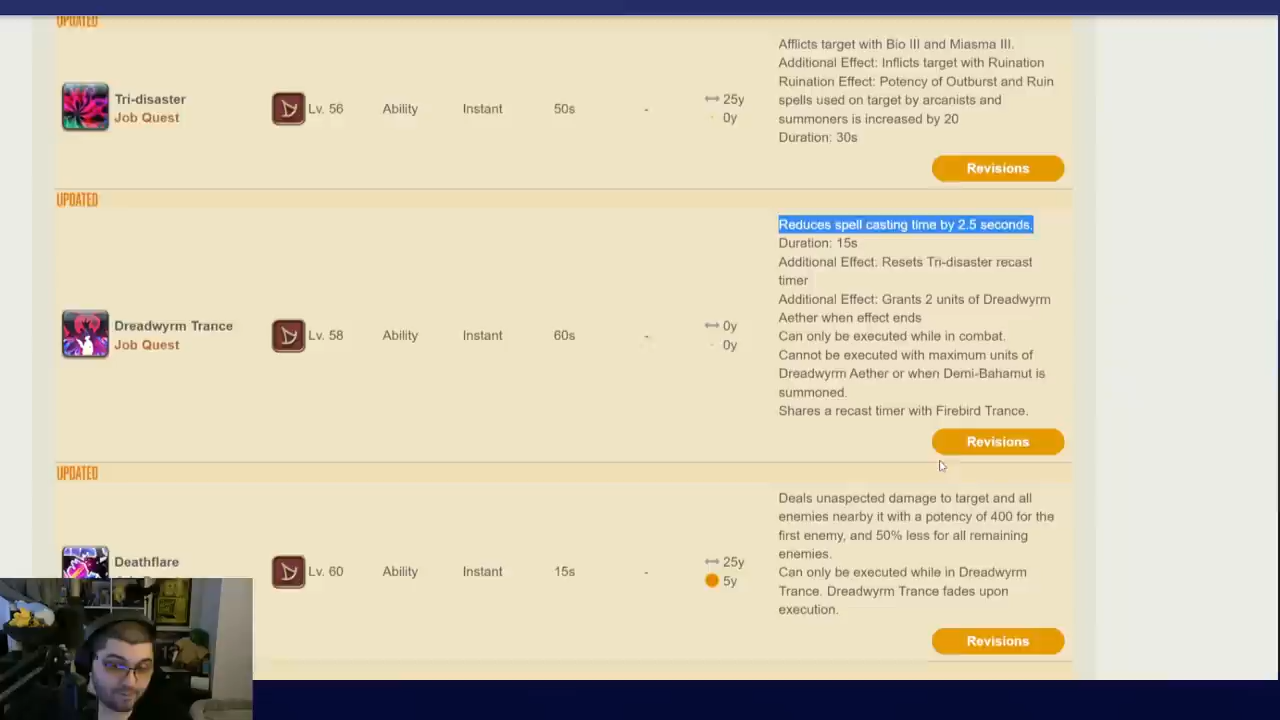 UPDATED
Tri-disaster
Job Quest
Lv. 56
Ability
Instant
50s
-
25y
0y
Afflicts target with Bio III and Miasma III.
Additional Effect: Inflicts target with Ruination
Ruination Effect: Potency of Outburst and Ruin
spells used on target by arcanists and
summoners is increased by 20
Duration: 30s
Revisions
UPDATED
Dreadwyrm Trance
Job Quest
Lv. 58
Ability
Instant
60s
-
0y
0y
Reduces spell casting time by 2.5 seconds.
Duration: 15s
Additional Effect: Resets Tri-disaster recast
timer
Additional Effect: Grants 2 units of Dreadwyrm
Aether when effect ends
Can only be executed while in combat.
Cannot be executed with maximum units of
Dreadwyrm Aether or when Demi-Bahamut is
summoned.
Shares a recast timer with Firebird Trance.
Revisions
UPDATED
Deathflare
Lv. 60
Ability
Instant
15s
-
25y
5y
Deals unaspected damage to target and all
enemies nearby it with a potency of 400 for the
first enemy, and 50% less for all remaining
enemies.
Can only be executed while in Dreadwyrm
Trance. Dreadwyrm Trance fades upon
execution.
Revisions